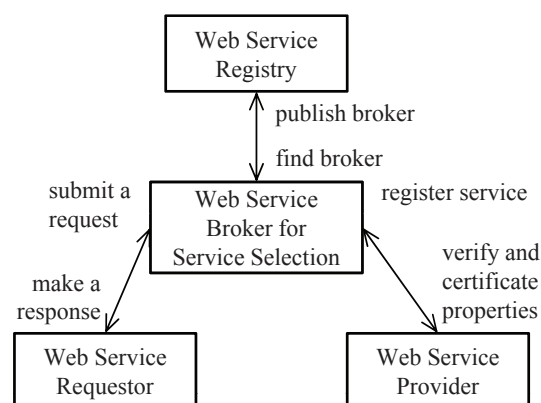 Web Service
Registry
publish broker
find broker
submit a
request
Web Service
Broker for
Service Selection
register service
make a
response
verify and
certificate
properties
Web Service
Requestor
Web Service
Provider